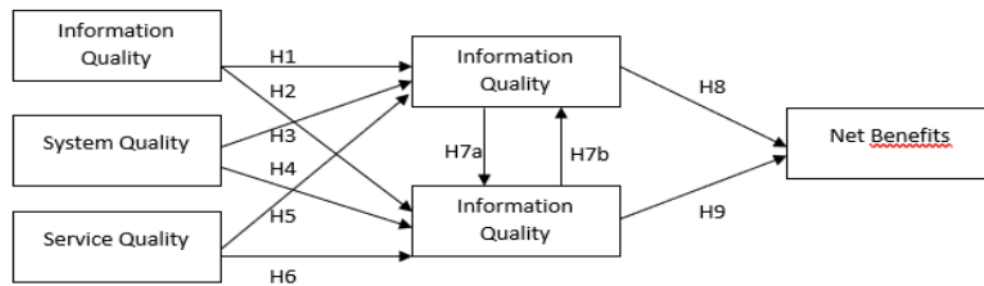 Information
Quality
System Quality
Service Quality
H1
H2
H3
H4
H5
H6
Information
Quality
H7a
H7b
Information
Quality
H8
H9
Net Benefits